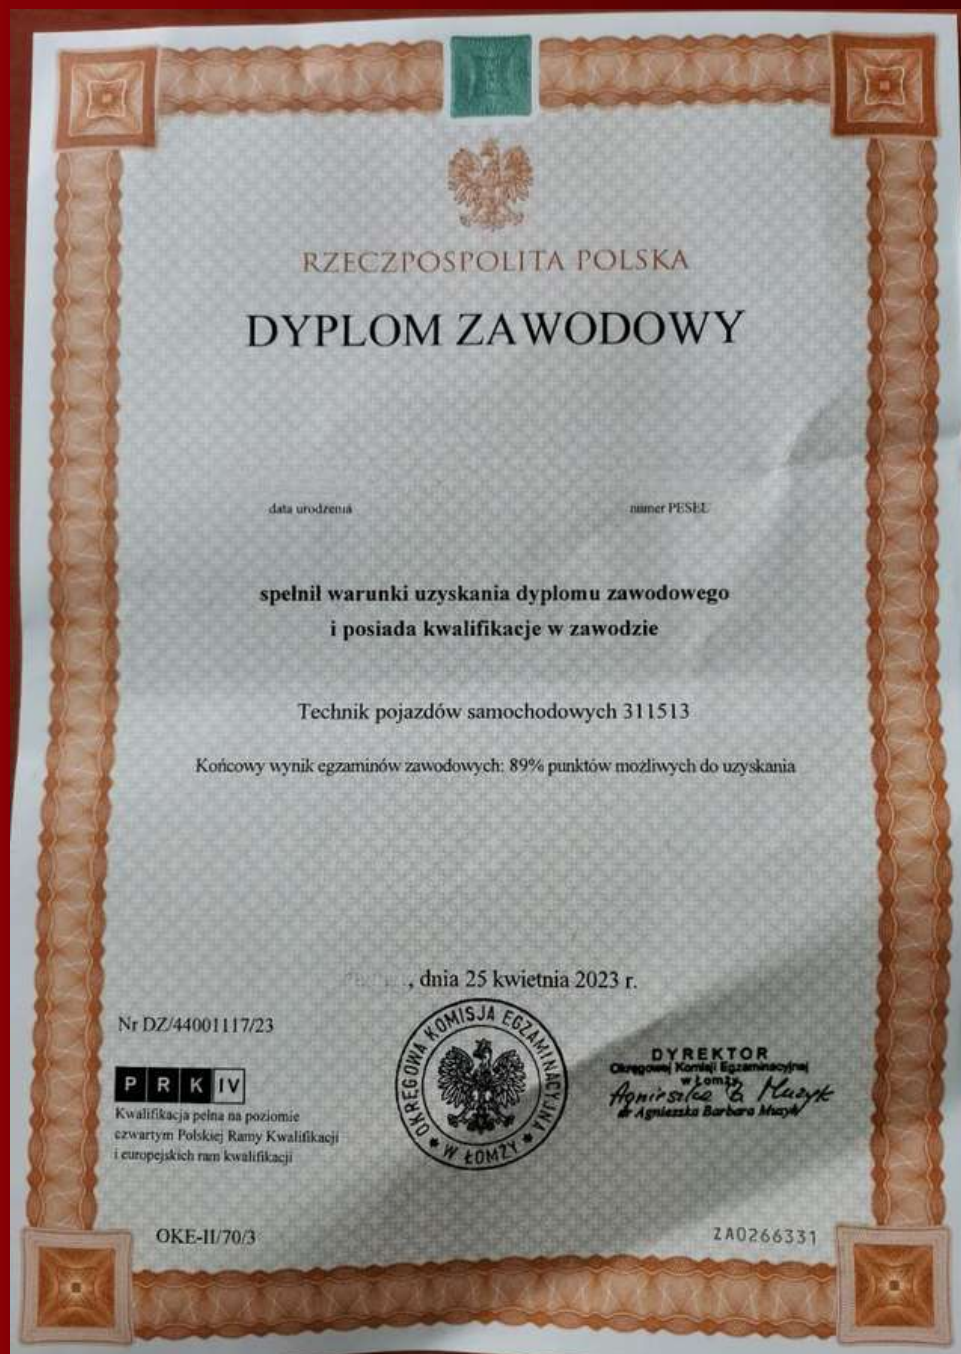 RZECZPOSPOLITA POLSKA
DYPLOM ZAWODOWY
data urodzenia numer PESEL
spełnił warunki uzyskania dyplomu zawodowego
i posiada kwalifikacje w zawodzie
Technik pojazdów samochodowych 311513
Końcowy wynik egzaminów zawodowych: 89% punktów możliwych do uzyskania
, dnia 25 kwietnia 2023 r.
Nr DZ/44001117/23
PRK IV
Kwalifikacja pełna na poziomie
czwartym Polskiej Ramy Kwalifikacji
i europejskich ram kwalifikacji
OKRĘGOWA KOMISJA EGZAMINACYJNA
W ŁOMŻY
DYREKTOR
Okręgowej Komisji Egzaminacyjnej
w Łomży
Agnieszka B Muzyk
dr Agnieszka Barbara Muzyk
OKE-II/70/3
ZA0266331